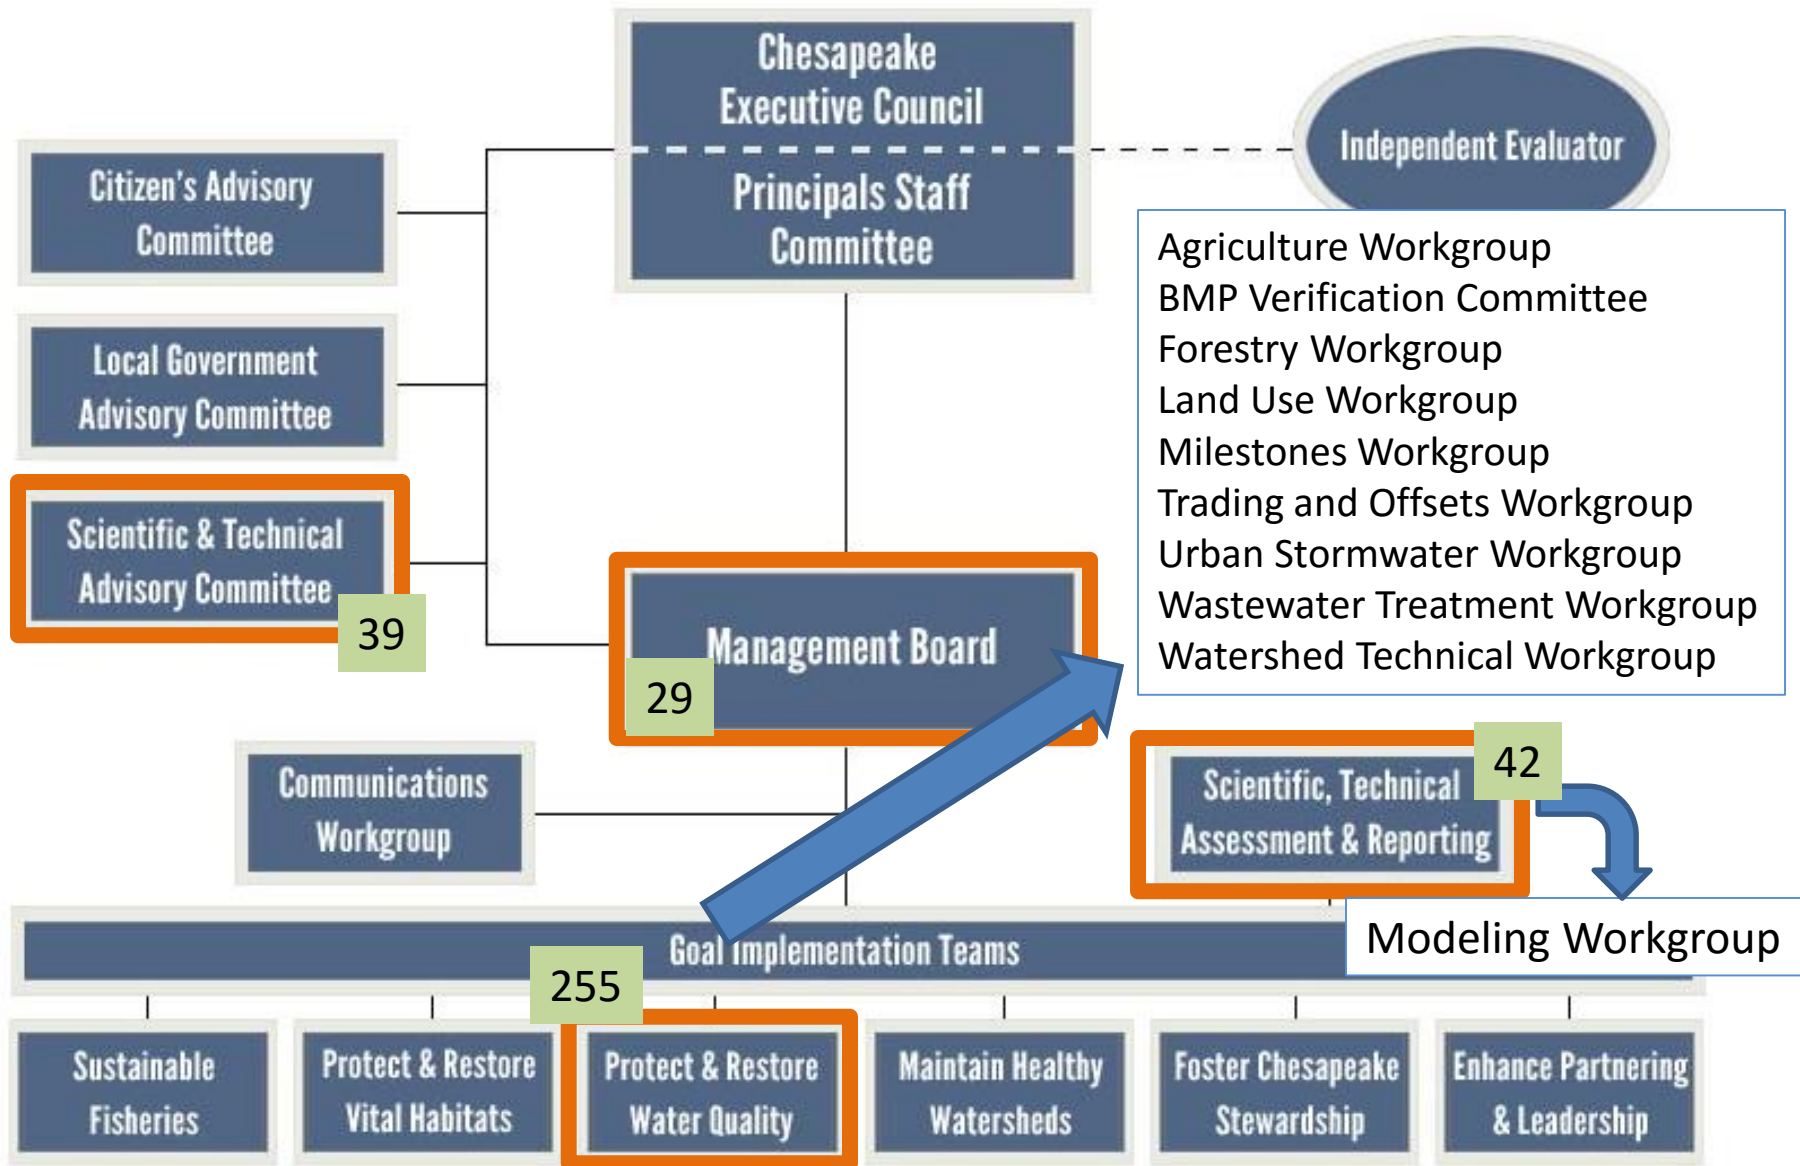 Chesapeake
Executive Council
Principals Staff
Committee
Independent Evaluator
Citizen's Advisory
Committee
Local Government
Advisory Committee
Scientific & Technical
Advisory Committee
39
Agriculture Workgroup
BMP Verification Committee
Forestry Workgroup
Land Use Workgroup
Milestones Workgroup
Trading and Offsets Workgroup
Urban Stormwater Workgroup
Wastewater Treatment Workgroup
Watershed Technical Workgroup
Management Board
29
Communications
Workgroup
Scientific, Technical
Assessment & Reporting
42
Modeling Workgroup
Goal Implementation Teams
255
Sustainable
Fisheries
Protect & Restore
Vital Habitats
Protect & Restore
Water Quality
Maintain Healthy
Watersheds
Foster Chesapeake
Stewardship
Enhance Partnering
& Leadership